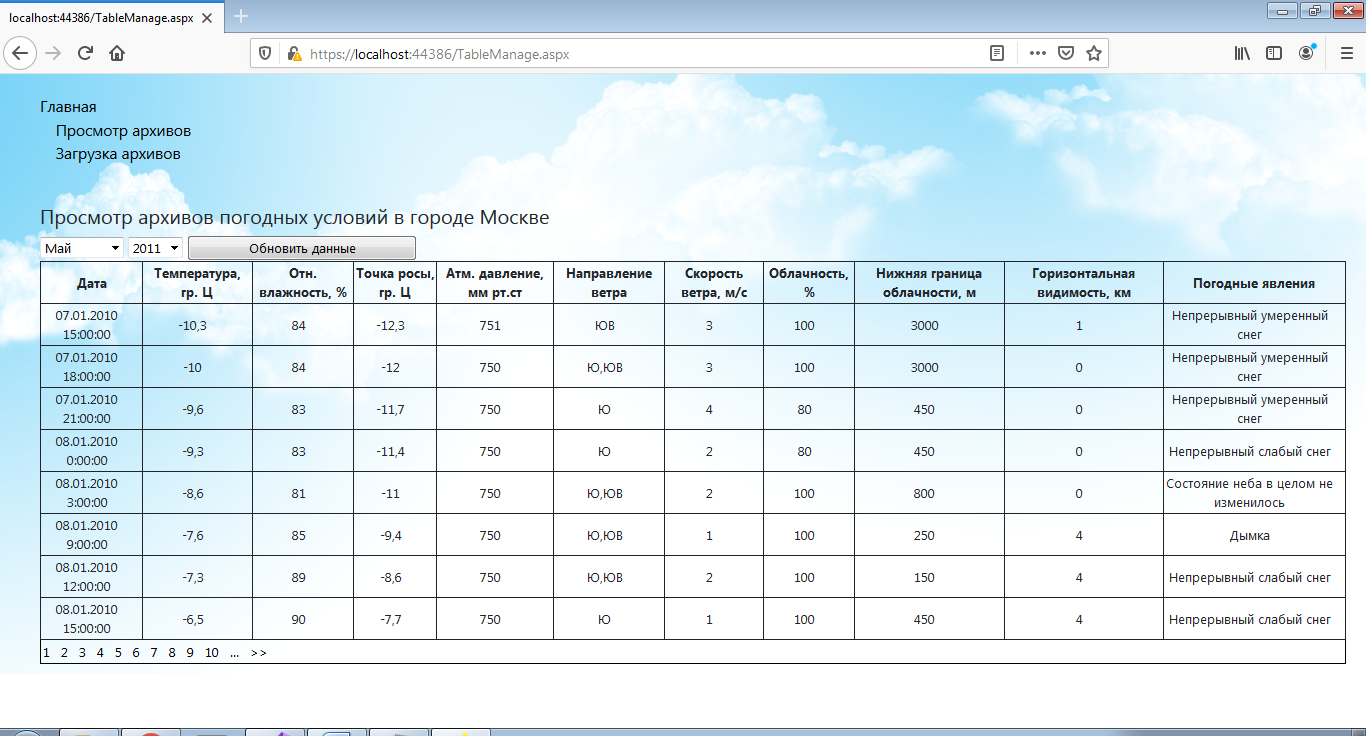 localhost:44386/TableManage.aspx
https://localhost:44386/TableManage.aspx
Главная
Просмотр архивов
Загрузка архивов
Просмотр архивов погодных условий в городе Москве
Май 2011 Обновить данные
Дата Температура, гр. Ц Отн. влажность, % Точка росы, гр. Ц Атм. давление, мм рт.ст Направление ветра Скорость ветра, м/с Облачность, % Нижняя граница облачности, м Горизонтальная видимость, км Погодные явления
07.01.2010 15:00:00 -10,3 84 -12,3 751 ЮВ 3 100 3000 1 Непрерывный умеренный снег
07.01.2010 18:00:00 -10 84 -12 750 Ю,ЮВ 3 100 3000 0 Непрерывный умеренный снег
07.01.2010 21:00:00 -9,6 83 -11,7 750 Ю 4 80 450 0 Непрерывный умеренный снег
08.01.2010 0:00:00 -9,3 83 -11,4 750 Ю 2 80 450 0 Непрерывный слабый снег
08.01.2010 3:00:00 -8,6 81 -11 750 Ю,ЮВ 2 100 800 0 Состояние неба в целом не изменилось
08.01.2010 9:00:00 -7,6 85 -9,4 750 Ю,ЮВ 1 100 250 4 Дымка
08.01.2010 12:00:00 -7,3 89 -8,6 750 Ю,ЮВ 2 100 150 4 Непрерывный слабый снег
08.01.2010 15:00:00 -6,5 90 -7,7 750 Ю 1 100 450 4 Непрерывный слабый снег
1 2 3 4 5 6 7 8 9 10 ... >>